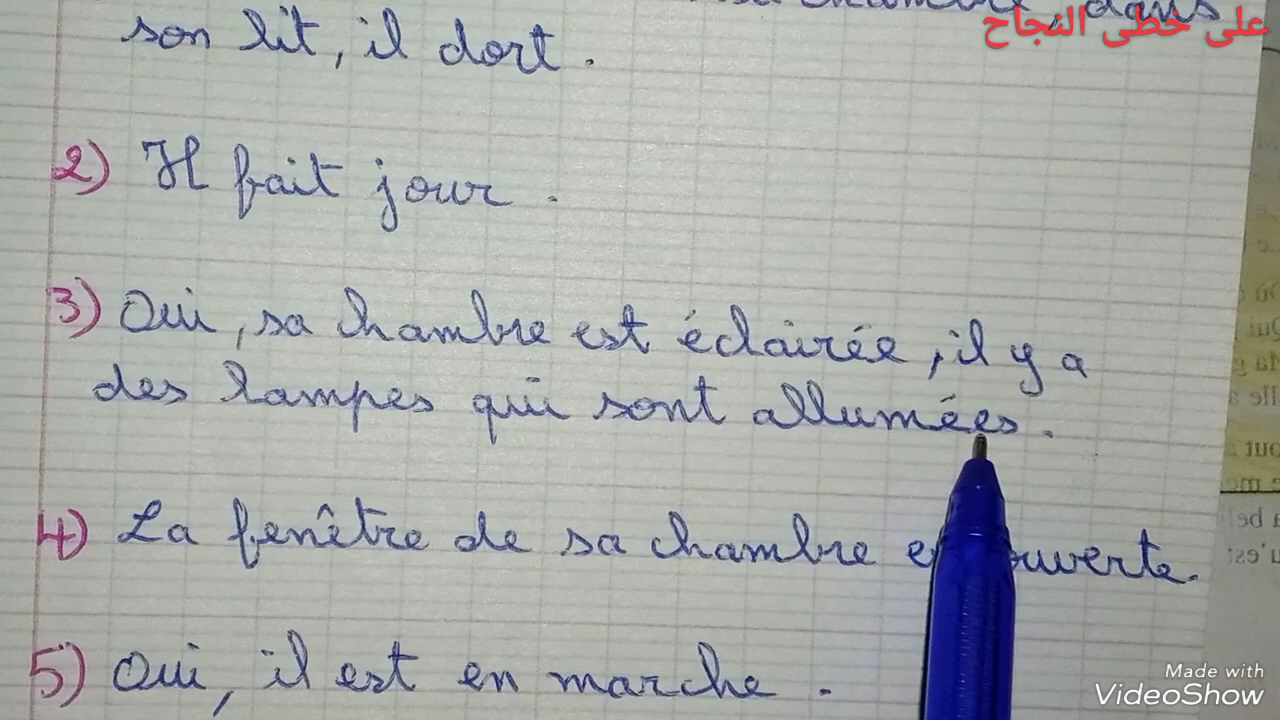 dans
على خطى النجاح
son lit, il dort.
2) Il fait jour.
3) Oui, sa chambre est éclairée, il y a
des lampes qui sont allumées.
4) La fenêtre de sa chambre ouverte.
5) Oui, il est en marche.
Made with
VideoShow